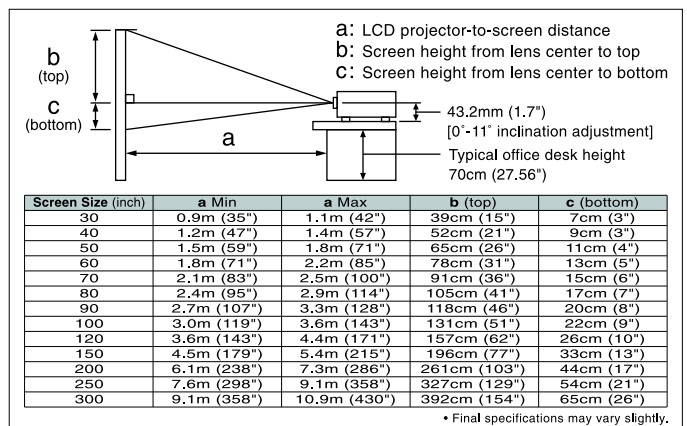 a: LCD projector-to-screen distance
b: Screen height from lens center to top
c: Screen height from lens center to bottom
b
(top)
c
(bottom)
a
43.2mm (1.7")
[0˚-11˚ inclination adjustment]
Typical office desk height
70cm (27.56")
Screen Size (inch) a Min a Max b (top) c (bottom)
30 0.9m (35") 1.1m (42") 39cm (15") 7cm (3")
40 1.2m (47") 1.4m (57") 52cm (21") 9cm (3")
50 1.5m (59") 1.8m (71") 65cm (26") 11cm (4")
60 1.8m (71") 2.2m (85") 78cm (31") 13cm (5")
70 2.1m (83") 2.5m (100") 91cm (36") 15cm (6")
80 2.4m (95") 2.9m (114") 105cm (41") 17cm (7")
90 2.7m (107") 3.3m (128") 118cm (46") 20cm (8")
100 3.0m (119") 3.6m (143") 131cm (51") 22cm (9")
120 3.6m (143") 4.4m (171") 157cm (62") 26cm (10")
150 4.5m (179") 5.4m (215") 196cm (77") 33cm (13")
200 6.1m (238") 7.3m (286") 261cm (103") 44cm (17")
250 7.6m (298") 9.1m (358") 327cm (129") 54cm (21")
300 9.1m (358") 10.9m (430") 392cm (154") 65cm (26")
• Final specifications may vary slightly.